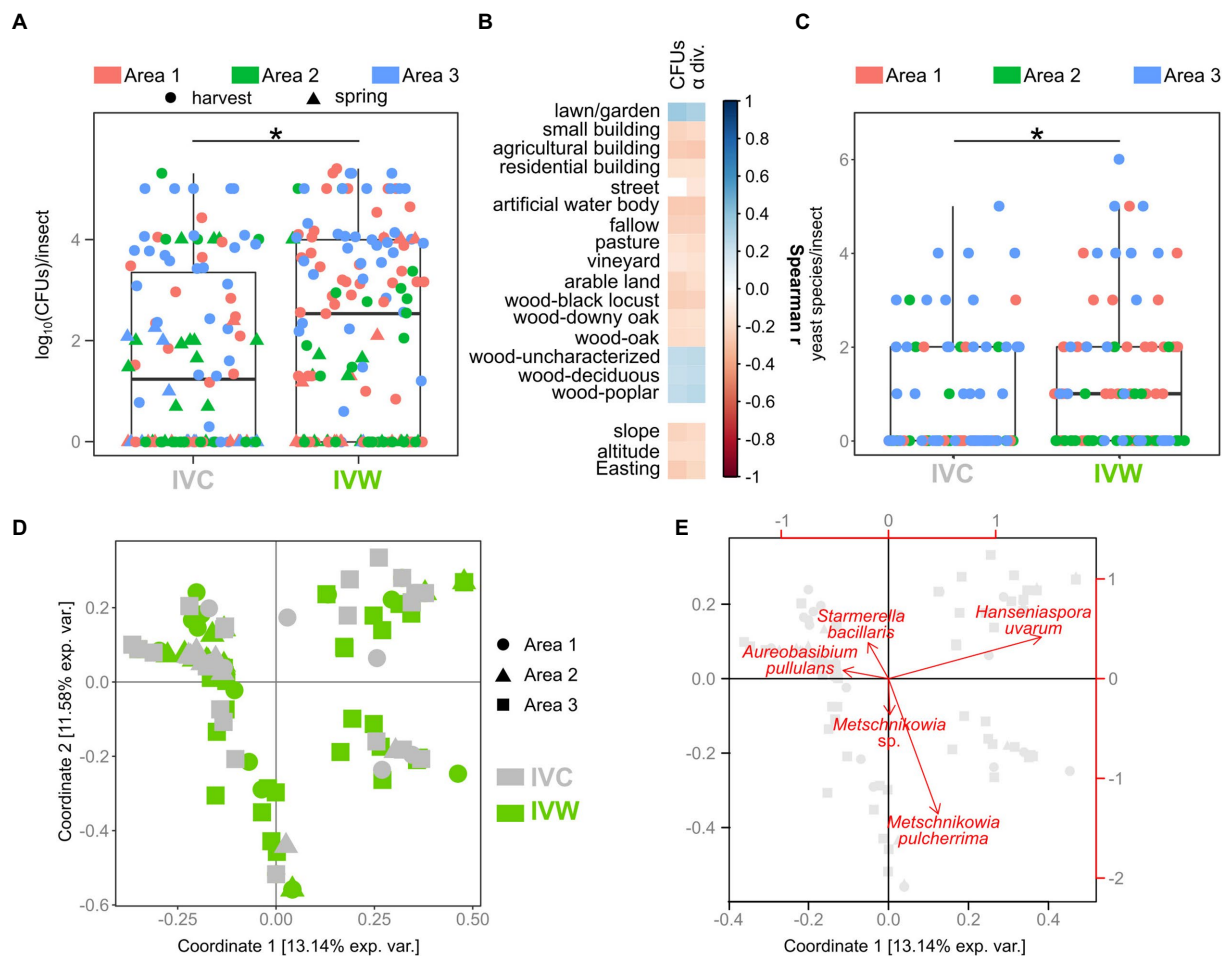 A
Area 1 Area 2 Area 3
harvest spring
*
log10(CFUs)/insect
4
2
0
IVC IVW
B
CFUs
α div.
lawn/garden
small building
agricultural building
residential building
street
artificial water body
fallow
pasture
vineyard
arable land
wood-black locust
wood-downy oak
wood-oak
wood-uncharacterized
wood-deciduous
wood-poplar
slope
altitude
Easting
1
0.8
0.6
0.4
0.2
0.0
-0.2
-0.4
-0.6
-0.8
-1
Spearman r
C
Area 1 Area 2 Area 3
*
yeast species/insect
6
4
2
0
IVC IVW
D
Coordinate 2 [11.58% exp. var.]
0.2
0.0
-0.2
-0.4
-0.6
-0.25 0.00 0.25 0.50
Coordinate 1 [13.14% exp. var.]
Area 1
Area 2
Area 3
IVC
IVW
E
-1 0 1
0.2
0.0
-0.2
-0.4
1
0
-1
-2
Starmerella
bacillaris
Hanseniaspora
uvarum
Aureobasibium
pullulans
Metschnikowia
sp.
Metschnikowia
pulcherrima
-0.4 -0.2 0.0 0.2 0.4
Coordinate 1 [13.14% exp. var.]